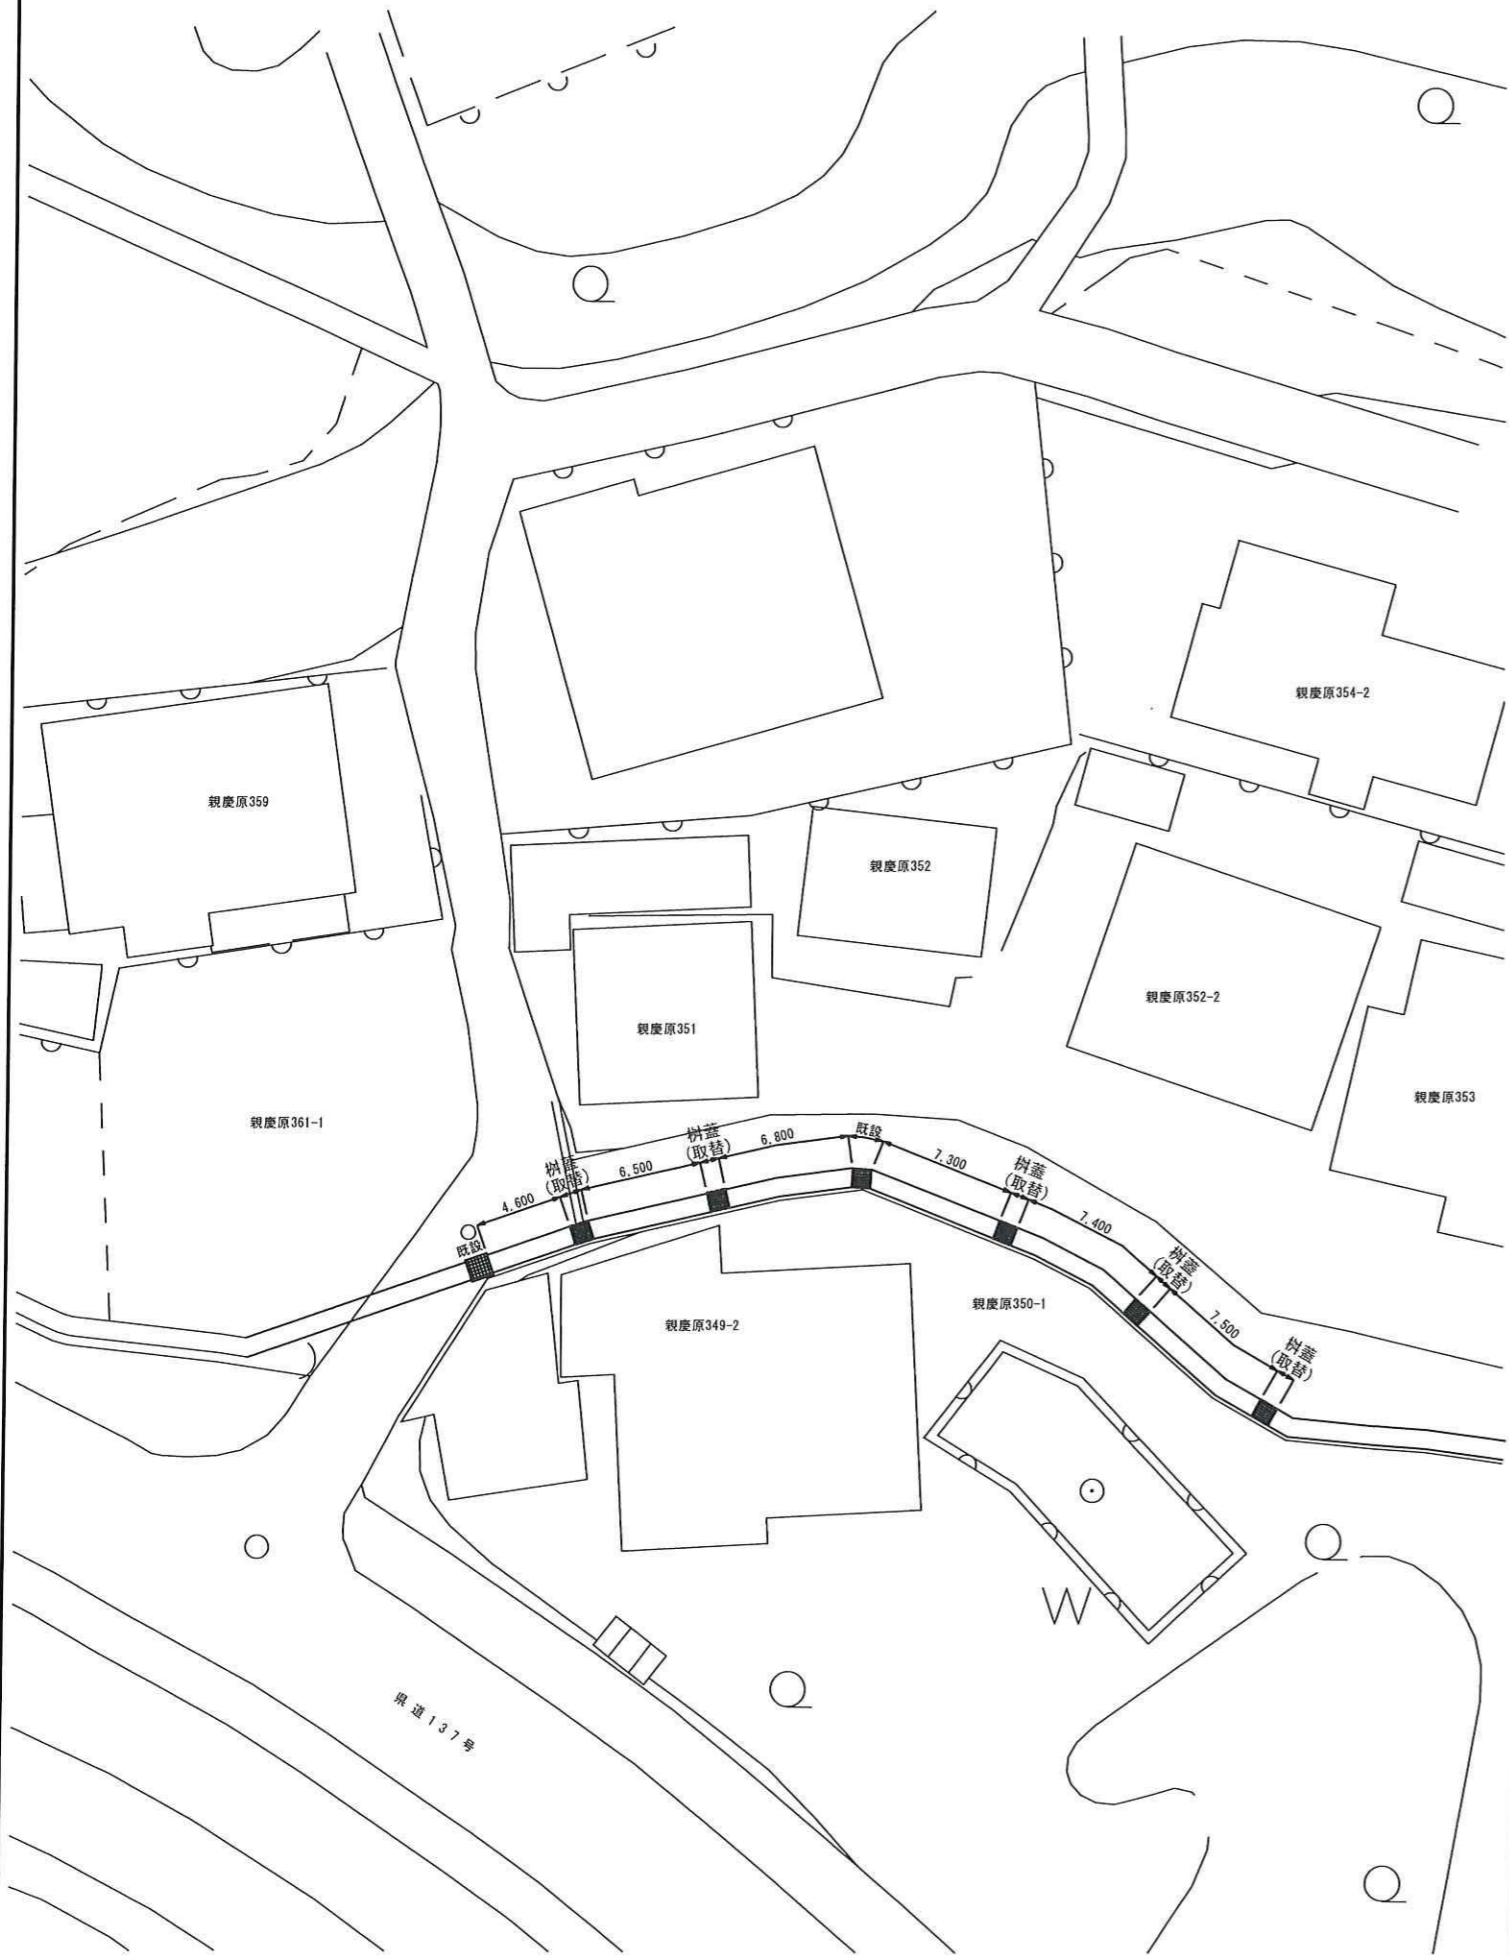 親慶原354-2
親慶原359
親慶原352
親慶原352-2
親慶原351
親慶原353
親慶原361-1
桝蓋
(取替)
6,800
既設
桝蓋
(取替)
6,500
7,300
桝蓋
(取替)
4,600
7,400
既設
桝蓋
(取替)
親慶原350-1
親慶原349-2
7,500
桝蓋
(取替)
W
県道137号